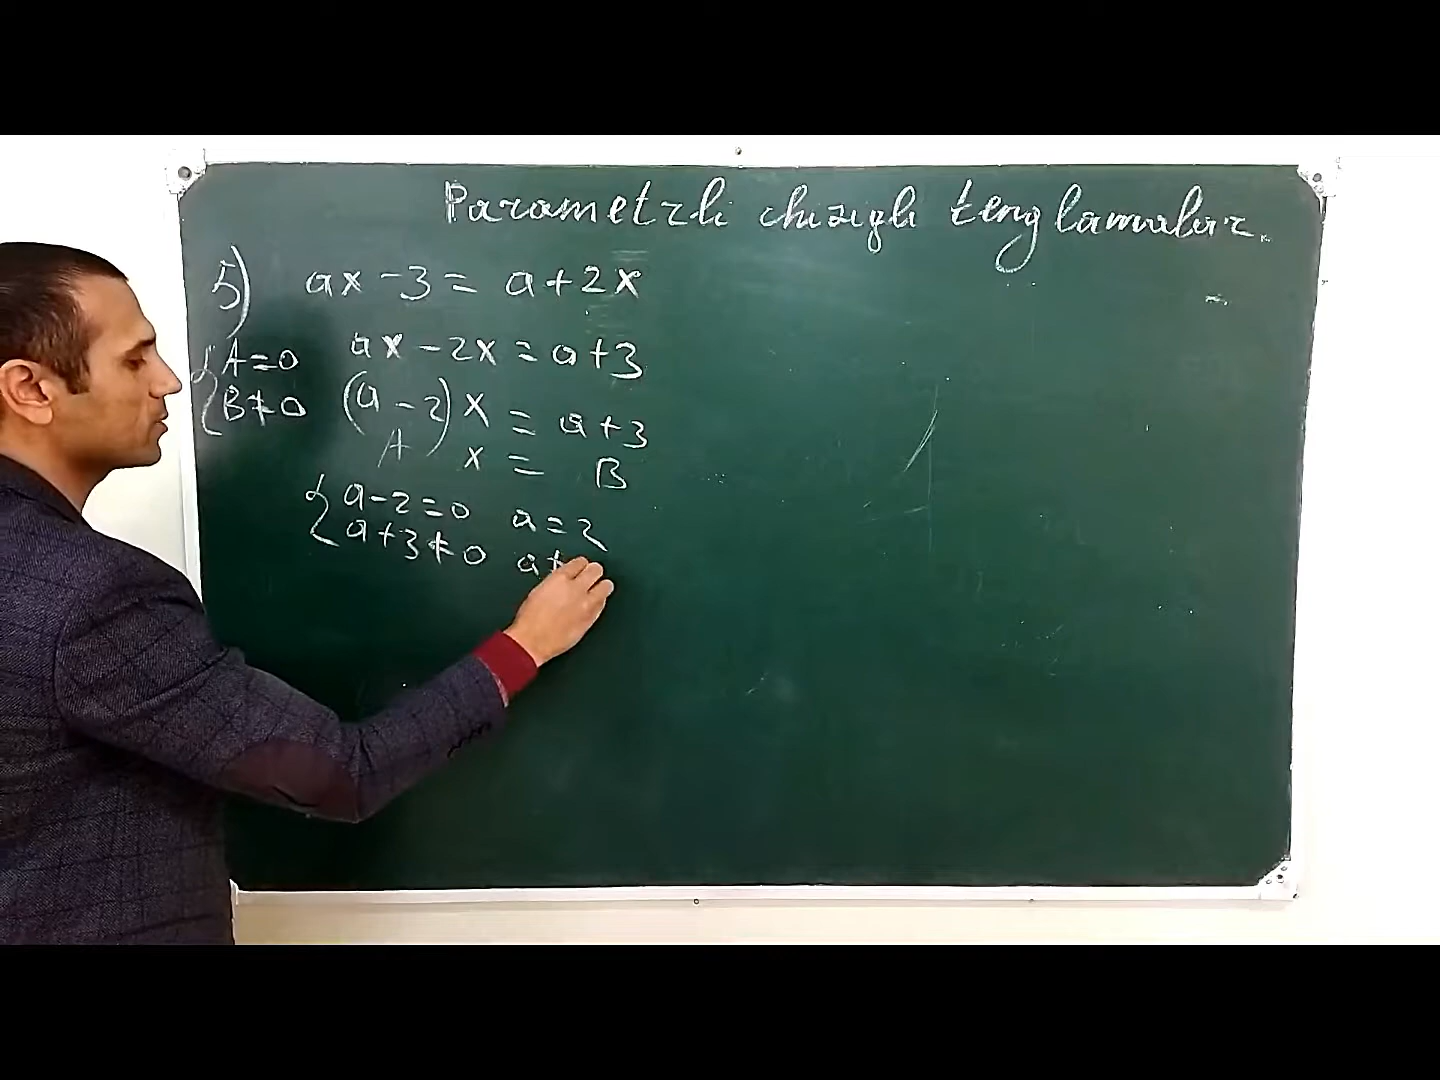 Parametrli chiziqli tenglamalar.
5) ax - 3 = a + 2x
ax - 2x = a + 3
{ A = 0
B ≠ 0
(a - 2) x = a + 3
A x = B
{ a - 2 = 0 a = 2
a + 3 ≠ 0 a ≠